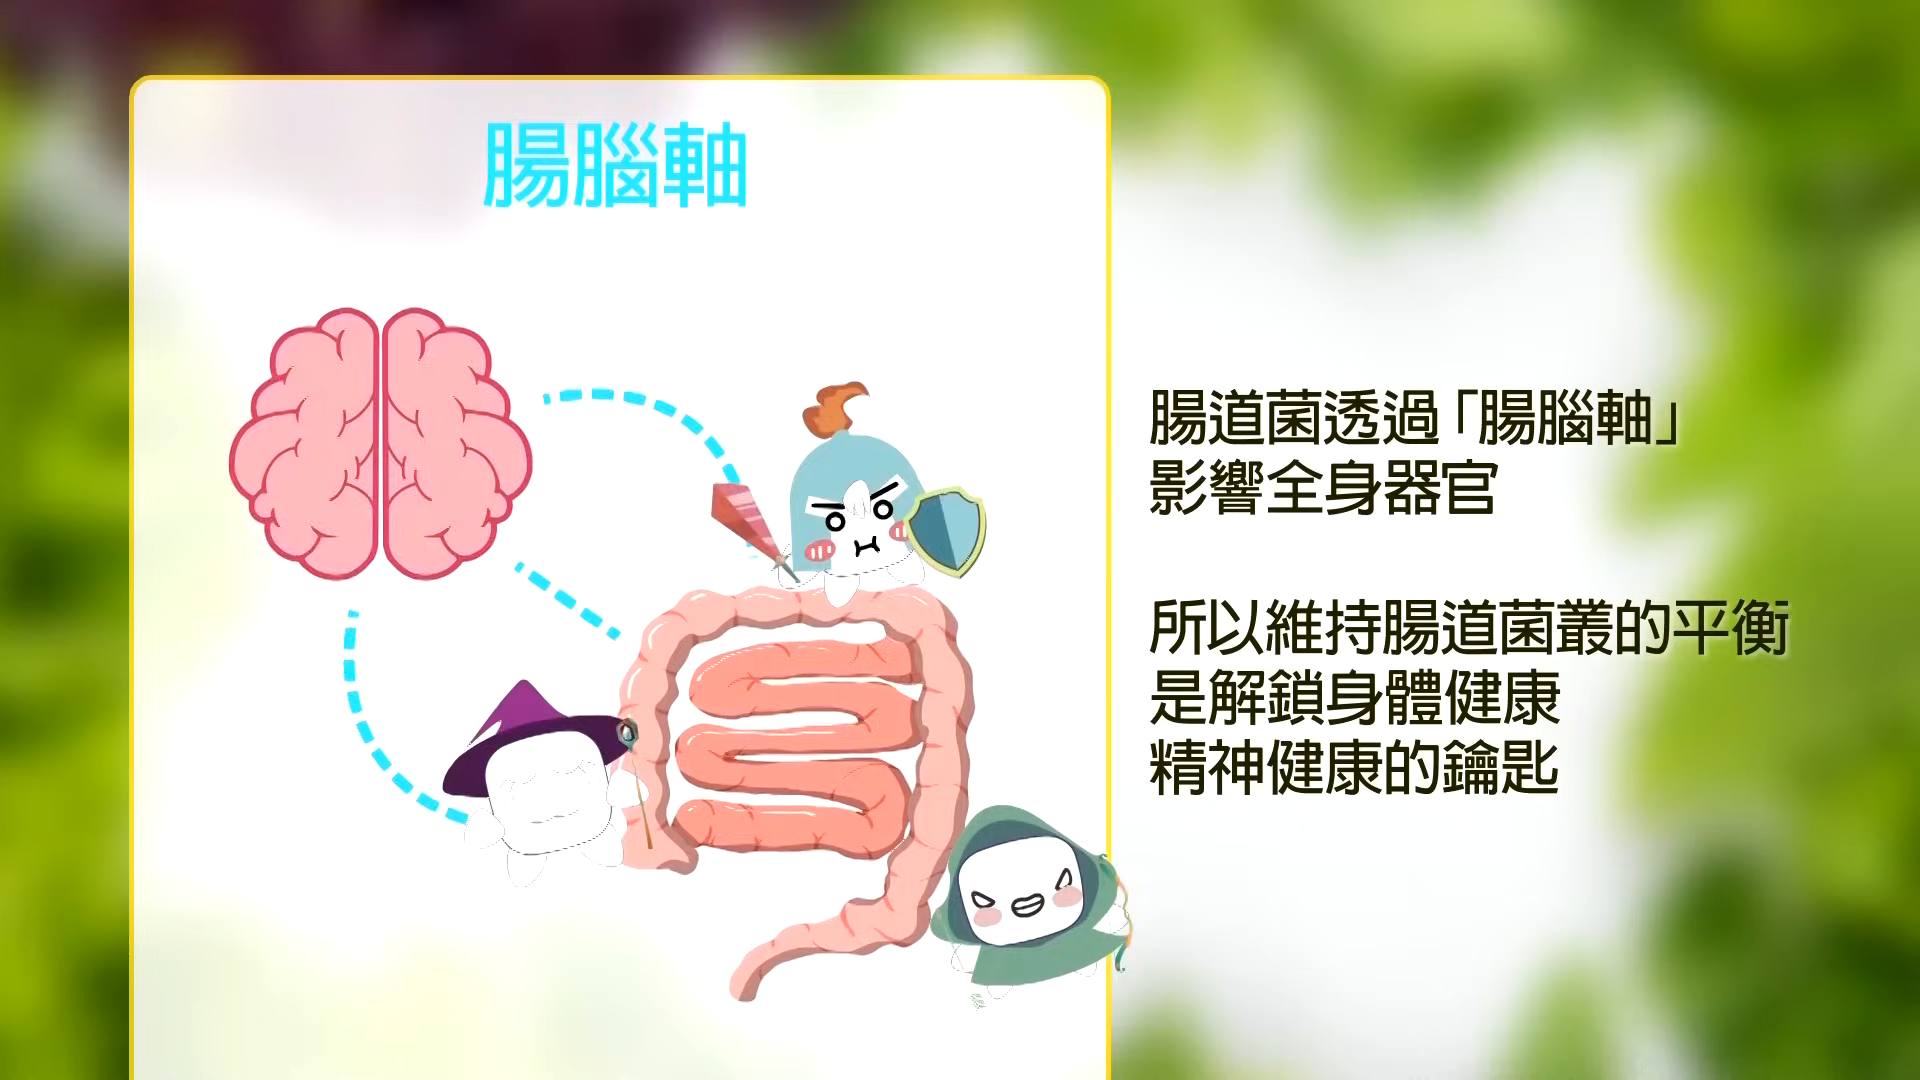 腸腦軸
腸道菌透過「腸腦軸」
影響全身器官
所以維持腸道菌叢的平衡
是解鎖身體健康
精神健康的鑰匙